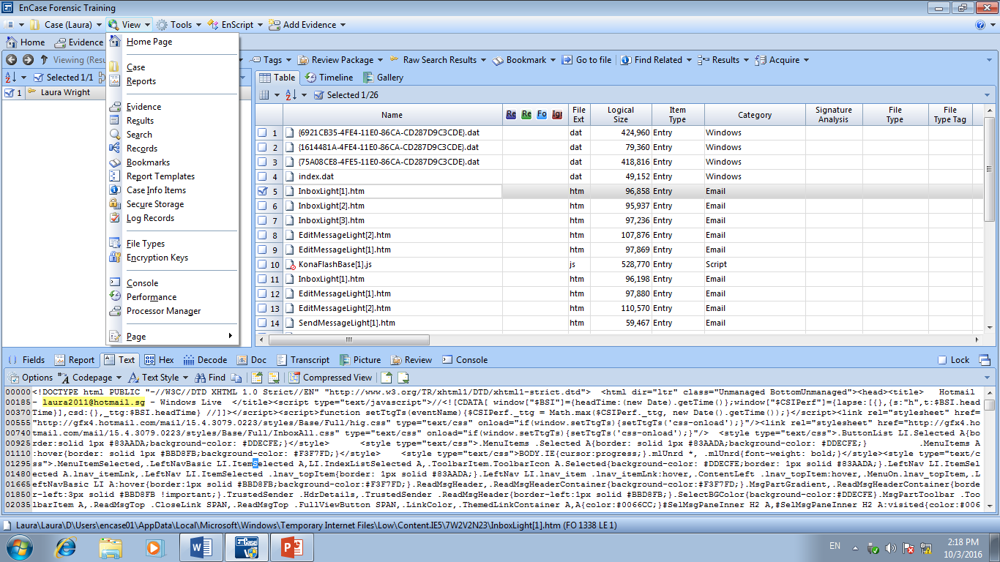 EnCase Forensic Training
Case (Laura) View Tools EnScript Add Evidence
Home Evidence
Viewing (Res Tags Review Package Raw Search Results Bookmark Go to file Find Related Results Acquire
Selected 1/1
1 Laura Wright
Home Page
Case
Reports
Evidence
Results
Search
Records
Bookmarks
Report Templates
Case Info Items
Secure Storage
Log Records
File Types
Encryption Keys
Console
Performance
Processor Manager
Page
Table Timeline Gallery
Selected 1/26
Name Re Re Fo Igr File Ext Logical Size Item Type Category Signature Analysis File Type File Type Tag
1 {6921CB35-4FE4-11E0-86CA-CD287D9C3CDE}.dat dat 424,960 Entry Windows
2 {1614481A-4FE4-11E0-86CA-CD287D9C3CDE}.dat dat 79,360 Entry Windows
3 {75A08CE8-4FE5-11E0-86CA-CD287D9C3CDE}.dat dat 418,816 Entry Windows
4 index.dat dat 49,152 Entry Windows
5 InboxLight[1].htm htm 96,858 Entry Email
6 InboxLight[2].htm htm 95,937 Entry Email
7 InboxLight[3].htm htm 97,236 Entry Email
8 EditMessageLight[2].htm htm 107,876 Entry Email
9 EditMessageLight[1].htm htm 97,869 Entry Email
10 KonaFlashBase[1].js js 528,770 Entry Script
11 InboxLight[1].htm htm 96,198 Entry Email
12 EditMessageLight[1].htm htm 97,880 Entry Email
13 EditMessageLight[2].htm htm 110,570 Entry Email
14 SendMessageLight[1].htm htm 59,467 Entry Email
Fields Report Text Hex Decode Doc Transcript Picture Review Console Lock
Options Codepage Text Style Find Compressed View
00000 <!DOCTYPE html PUBLIC "-//W3C//DTD XHTML 1.0 Strict//EN" "http://www.w3.org/TR/xhtml1/DTD/xhtml1-strict.dtd"> <html dir="ltr" class="Unmanaged BottomUnmanaged"><head><title> Hotmail
00185 - laura2011@hotmail.sg - Windows Live </title><script type="text/javascript">//<![CDATA[ window["$BSI"]={headTime:(new Date).getTime()};window["$CSIPerf"]={lapse:[{},{s:"h",t:$BSI.head
00370 Time}],csd:{},_ttg:$BSI.headTime} //]]></script><script>function setTtgTs(eventName){$CSIPerf._ttg = Math.max($CSIPerf._ttg, new Date().getTime());}</script><link rel="stylesheet" href=
00555 "http://gfx3.hotmail.com/mail/15.4.3079.0223/styles/Base/Full/hig.css" type="text/css" onload="if(window.setTtgTs){setTtgTs('css-onload');}"/><link rel="stylesheet" href="http://gfx4.ho
00740 tmail.com/mail/15.4.3079.0223/styles/Base/Full/InboxAll.css" type="text/css" onload="if(window.setTtgTs){setTtgTs('css-onload');}"/> <style type="text/css">.ButtonList LI.Selected A{bor
00925 order:solid 1px #83AADA;background-color: #DDECFE;}</style> <style type="text/css">.MenuItems .Selected A{border: solid 1px #83AADA;background-color: #DDECFE;} .MenuItems A
01110 :hover{border: solid 1px #BBD8FB;background-color: #F3F7FD;}</style> <style type="text/css">BODY.IE{cursor:progress;}.mlUnrd *, .mlUnrd{font-weight: bold;}</style><style type="text/c
01295 ss">.MenuItemSelected,.LeftNavBasic LI.ItemSelected A,LI.IndexListSelected A,.ToolbarItem.ToolbarIcon A.Selected{background-color: #DDECFE;border:solid 1px #83AADA;}.LeftNav LI.ItemSel
01480 ected A.lnav_itemLnk,.LeftNav LI.ItemSelected .lnav_topItem{border: solid 1px #83AADA;}.LeftNav LI.lnav_item .lnav_itemLnk:hover,.ContentLeft .lnav_topItem:hover,.MenuOn.lnav_topItem,.L
01665 eftNavBasic LI A:hover{border:1px solid #BBD8FB;background-color:#F3F7FD;}.ReadMsgHeader,.ReadMsgHeaderContainer{background-color:#F3F7FD;}.MsgPartGradient,.ReadMsgHeaderContainer{borde
01850 r-left:3px solid #BBD8FB !important;}.TrustedSender .HdrDetails,.TrustedSender .ReadMsgHeader{border-left:1px solid #BBD8FB;}.SelectBGColor{background-color:#DDECFE}.MsgPartToolbar .Too
02035 lbarItem A,.ReadMsgTop .CloseLink SPAN,.ReadMsgTop .FullViewButton SPAN,.LinkColor,.ThemedLinkContainer A,A{color:#0066CC;}#SelMsgPaneInner H2 A,#SelMsgPaneInner H2 A:visited{color:#006
Laura\Laura\D\Users\encase01\AppData\Local\Microsoft\Windows\Temporary Internet Files\Low\Content.IE5\7W2V2N23\InboxLight[1].htm (FO 1338 LE 1)
EN 2:18 PM
10/3/2016